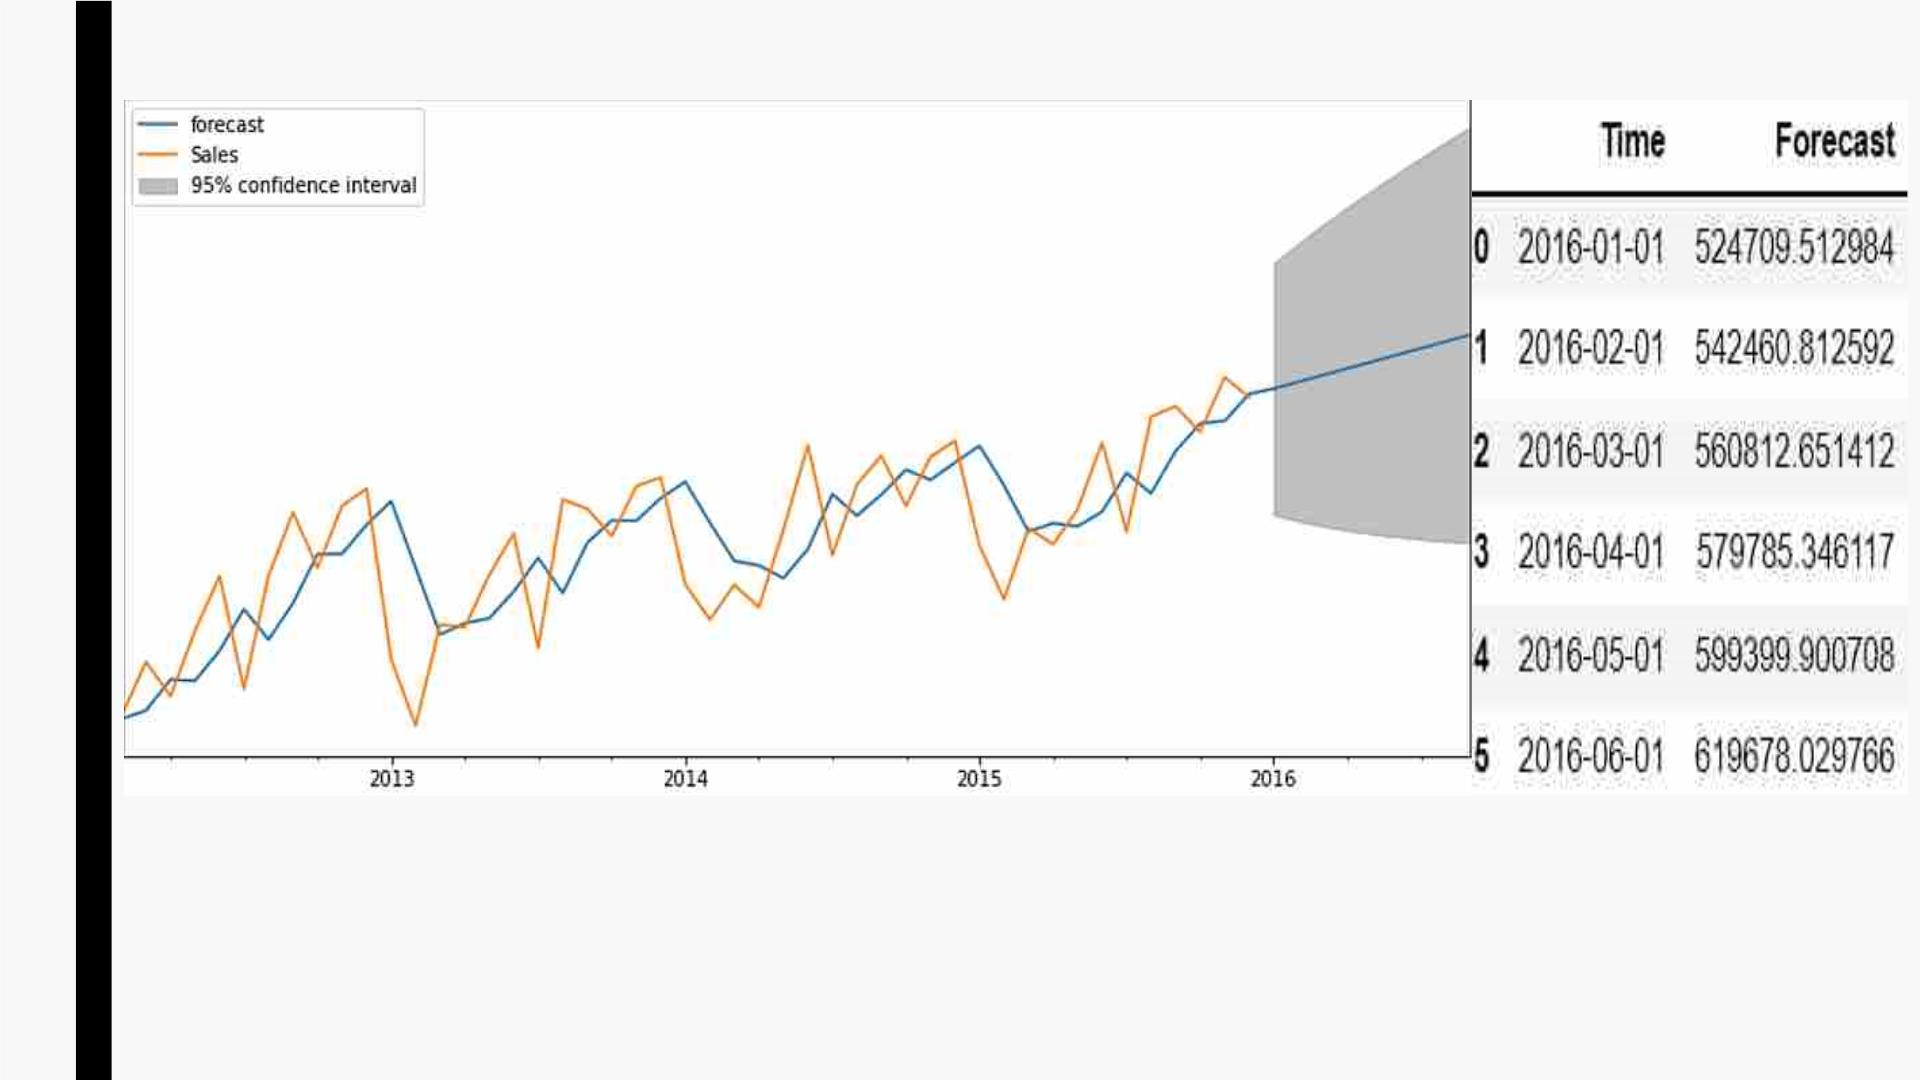 forecast
Sales
95% confidence interval
2013 2014 2015 2016
Time Forecast
0 2016-01-01 524709.512984
1 2016-02-01 542460.812592
2 2016-03-01 560812.651412
3 2016-04-01 579785.346117
4 2016-05-01 599399.900708
5 2016-06-01 619678.029766